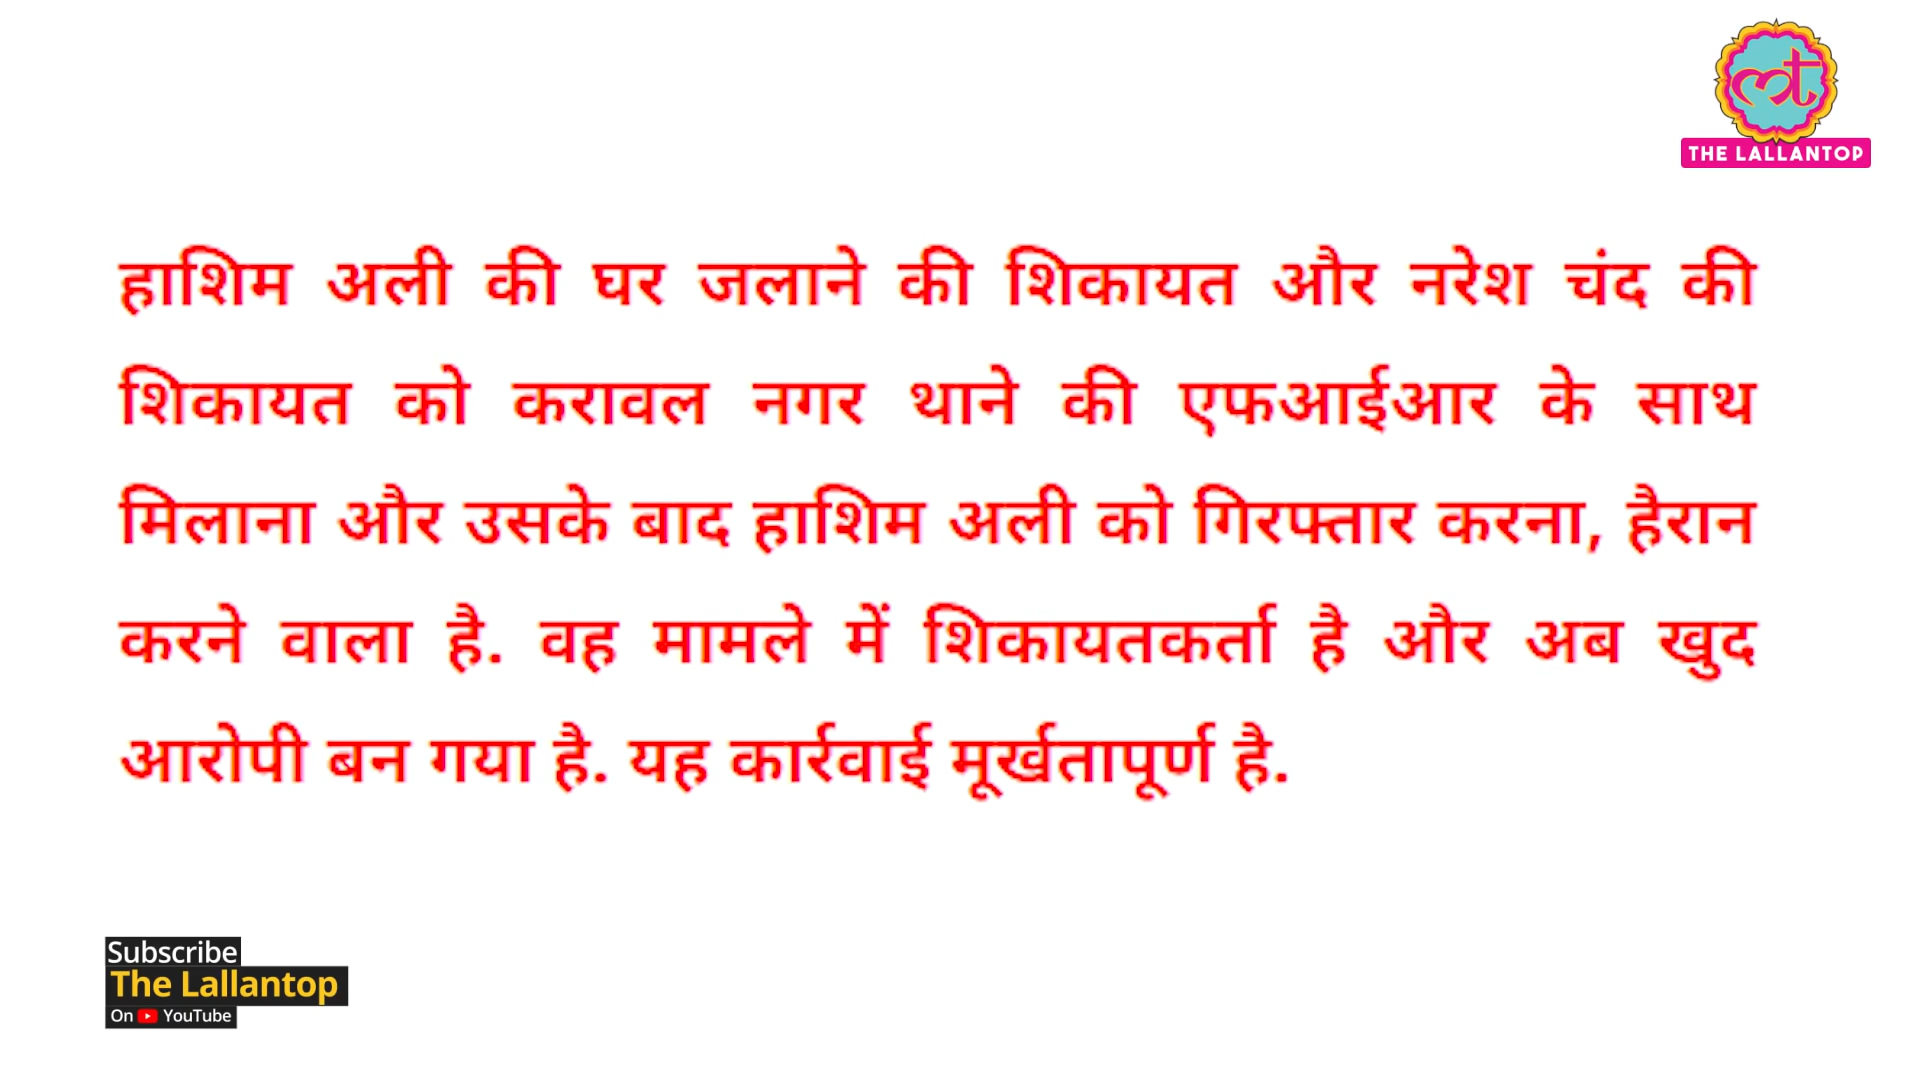 THE LALLANTOP
हाशिम अली की घर जलाने की शिकायत और नरेश चंद की
शिकायत को करावल नगर थाने की एफआईआर के साथ
मिलाना और उसके बाद हाशिम अली को गिरफ्तार करना, हैरान
करने वाला है. वह मामले में शिकायतकर्ता है और अब खुद
आरोपी बन गया है. यह कार्रवाई मूर्खतापूर्ण है.
Subscribe
The Lallantop
On YouTube